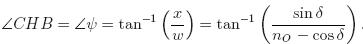 ∠CHB = ∠ψ = tan⁻¹(x/w) = tan⁻¹(sin δ/(n_O − cos δ)).